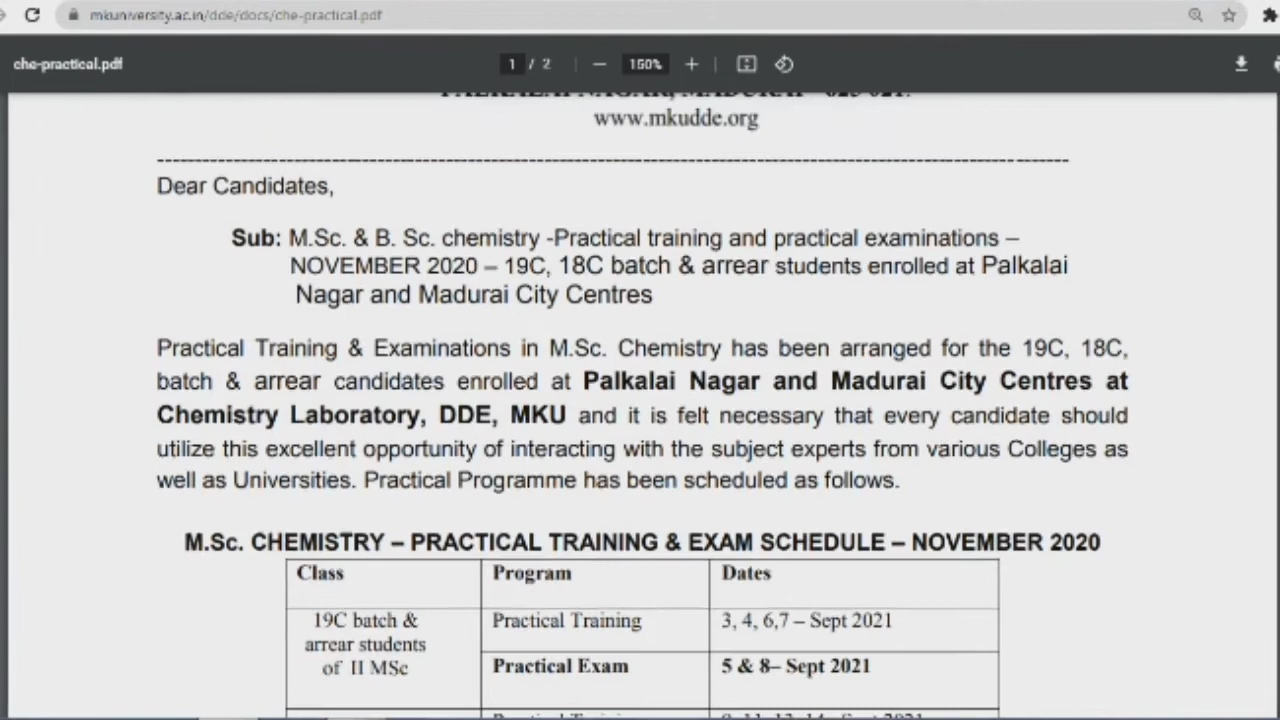 mkuniversity.ac.in/dde/docs/che-practical.pdf
che-practical.pdf
1 / 2
150%
PALKALAI NAGAR, MADURAI – 625 021.
www.mkudde.org
Dear Candidates,
Sub: M.Sc. & B. Sc. chemistry -Practical training and practical examinations –
NOVEMBER 2020 – 19C, 18C batch & arrear students enrolled at Palkalai
Nagar and Madurai City Centres
Practical Training & Examinations in M.Sc. Chemistry has been arranged for the 19C, 18C,
batch & arrear candidates enrolled at Palkalai Nagar and Madurai City Centres at
Chemistry Laboratory, DDE, MKU and it is felt necessary that every candidate should
utilize this excellent opportunity of interacting with the subject experts from various Colleges as
well as Universities. Practical Programme has been scheduled as follows.
M.Sc. CHEMISTRY – PRACTICAL TRAINING & EXAM SCHEDULE – NOVEMBER 2020
Class Program Dates
19C batch &
arrear students
of II MSc
Practical Training 3, 4, 6,7 – Sept 2021
Practical Exam 5 & 8– Sept 2021